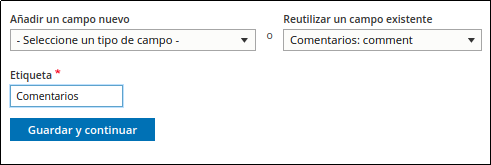 Añadir un campo nuevo
Reutilizar un campo existente
- Seleccione un tipo de campo -
o
Comentarios: comment
Etiqueta *
Comentarios
Guardar y continuar